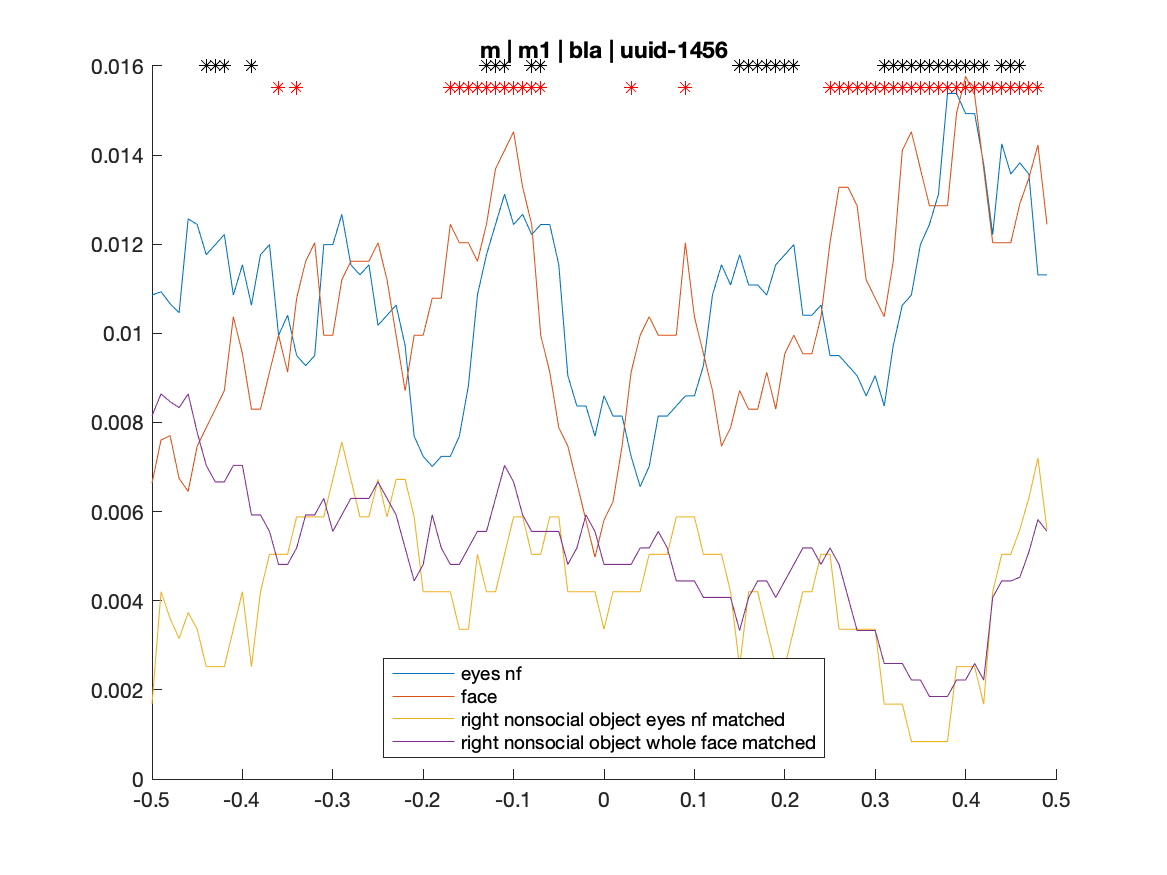 m | m1 | bla | uuid-1456
0.016
0.014
0.012
0.01
0.008
0.006
0.004
0.002
0
eyes nf
face
right nonsocial object eyes nf matched
right nonsocial object whole face matched
-0.5 -0.4 -0.3 -0.2 -0.1 0 0.1 0.2 0.3 0.4 0.5